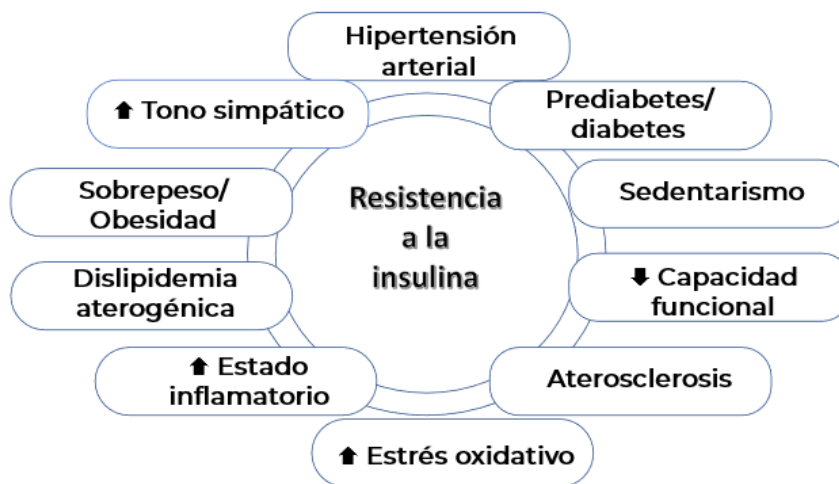 Hipertensión
arterial
⬆ Tono simpático
Prediabetes/
diabetes
Sobrepeso/
Obesidad
Resistencia
a la
insulina
Sedentarismo
Dislipidemia
aterogénica
⬇ Capacidad
funcional
⬆ Estado
inflamatorio
Aterosclerosis
⬆ Estrés oxidativo